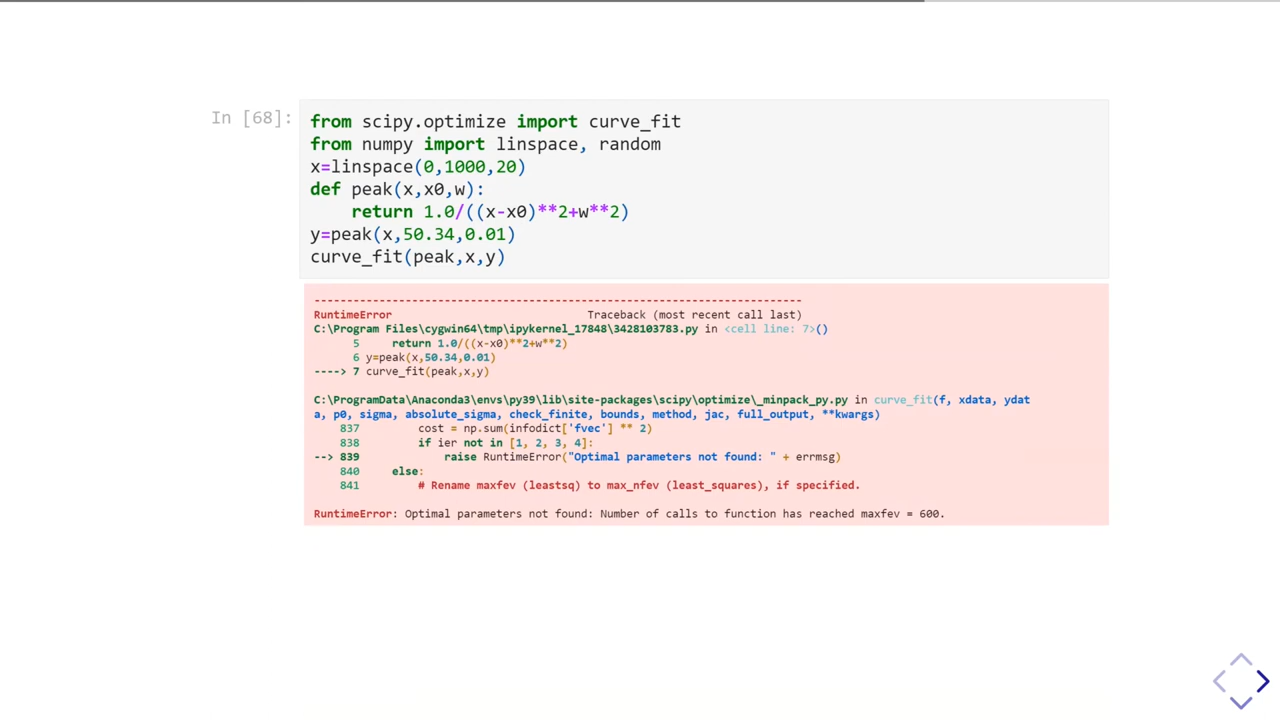 In [68]:
from scipy.optimize import curve_fit
from numpy import linspace, random
x=linspace(0,1000,20)
def peak(x,x0,w):
    return 1.0/((x-x0)**2+w**2)
y=peak(x,50.34,0.01)
curve_fit(peak,x,y)
---------------------------------------------------------------------------
RuntimeError                              Traceback (most recent call last)
C:\Program Files\cygwin64\tmp\ipykernel_17848\3428103783.py in <cell line: 7>()
      5     return 1.0/((x-x0)**2+w**2)
      6 y=peak(x,50.34,0.01)
----> 7 curve_fit(peak,x,y)
C:\ProgramData\Anaconda3\envs\py39\lib\site-packages\scipy\optimize\_minpack_py.py in curve_fit(f, xdata, ydat
a, p0, sigma, absolute_sigma, check_finite, bounds, method, jac, full_output, **kwargs)
    837         cost = np.sum(infodict['fvec'] ** 2)
    838         if ier not in [1, 2, 3, 4]:
--> 839             raise RuntimeError("Optimal parameters not found: " + errmsg)
    840     else:
    841         # Rename maxfev (leastsq) to max_nfev (least_squares), if specified.
RuntimeError: Optimal parameters not found: Number of calls to function has reached maxfev = 600.